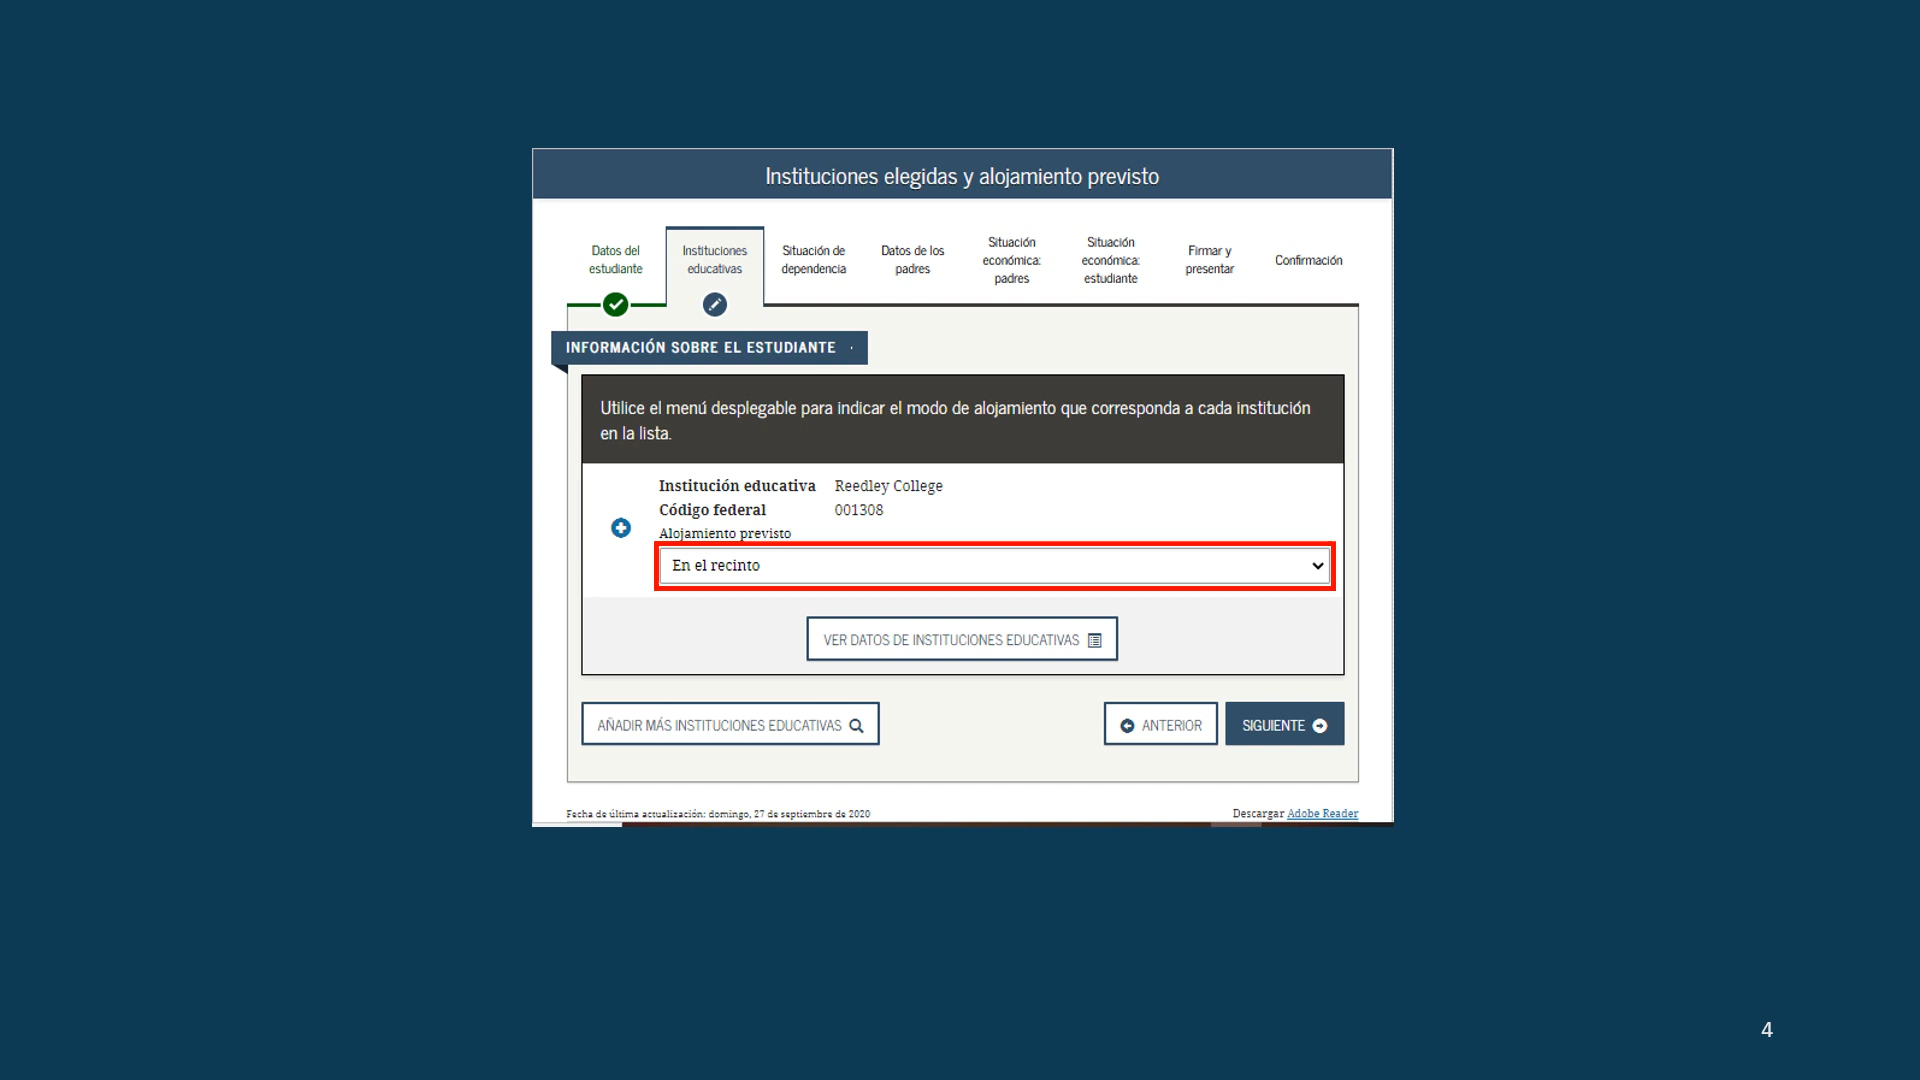 Instituciones elegidas y alojamiento previsto
Datos del
estudiante
Instituciones
educativas
Situación de
dependencia
Datos de los
padres
Situación
económica:
padres
Situación
económica:
estudiante
Firmar y
presentar
Confirmación
INFORMACIÓN SOBRE EL ESTUDIANTE ·
Utilice el menú desplegable para indicar el modo de alojamiento que corresponda a cada institución
en la lista.
Institución educativa Reedley College
Código federal 001308
Alojamiento previsto
En el recinto
VER DATOS DE INSTITUCIONES EDUCATIVAS
AÑADIR MÁS INSTITUCIONES EDUCATIVAS
ANTERIOR
SIGUIENTE
Fecha de última actualización: domingo, 27 de septiembre de 2020
Descargar Adobe Reader
4